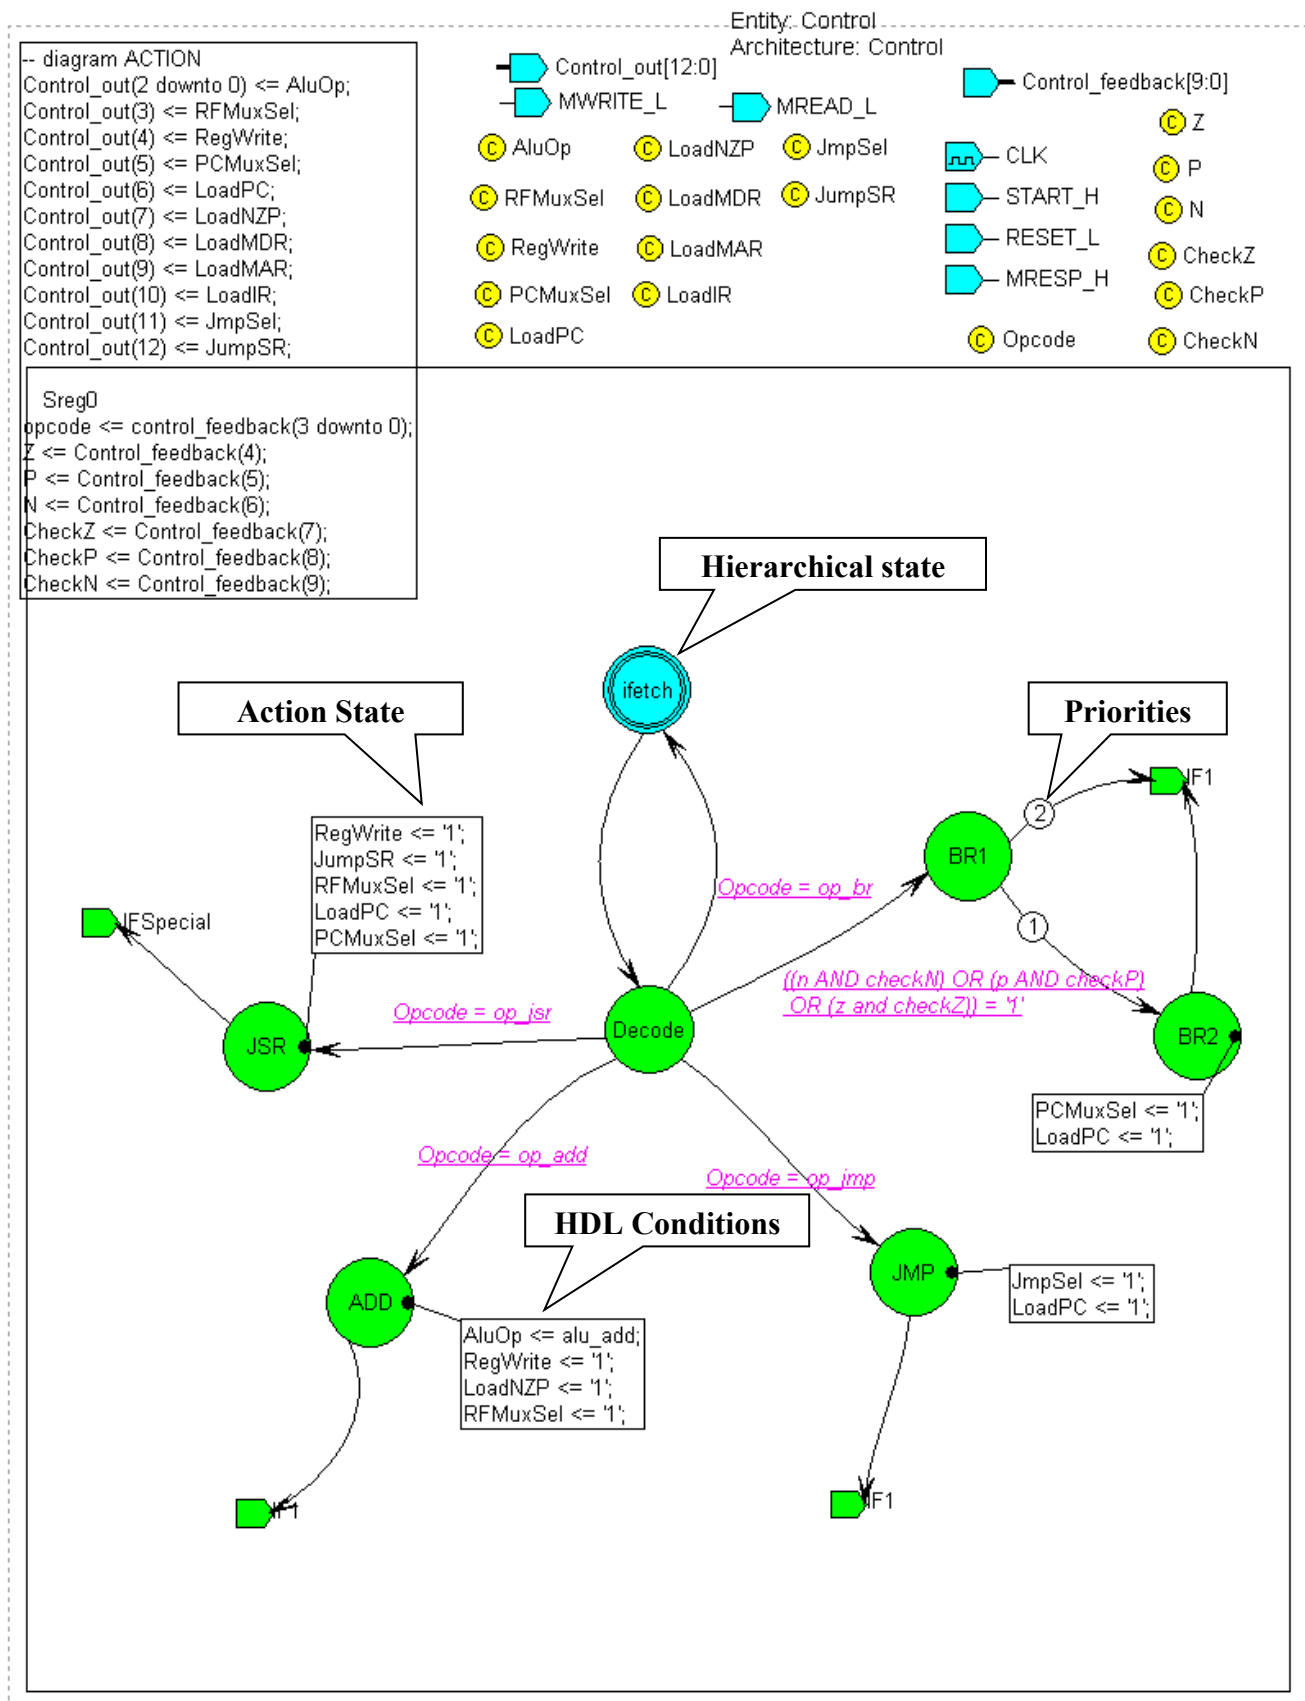 Entity: Control
Architecture: Control
-- diagram ACTION
Control_out(2 downto 0) <= AluOp;
Control_out(3) <= RFMuxSel;
Control_out(4) <= RegWrite;
Control_out(5) <= PCMuxSel;
Control_out(6) <= LoadPC;
Control_out(7) <= LoadNZP;
Control_out(8) <= LoadMDR;
Control_out(9) <= LoadMAR;
Control_out(10) <= LoadIR;
Control_out(11) <= JmpSel;
Control_out(12) <= JumpSR;
Sreg0
opcode <= control_feedback(3 downto 0);
Z <= Control_feedback(4);
P <= Control_feedback(5);
N <= Control_feedback(6);
CheckZ <= Control_feedback(7);
CheckP <= Control_feedback(8);
CheckN <= Control_feedback(9);
Control_out[12:0]
MWRITE_L
MREAD_L
C AluOp
C LoadNZP
C JmpSel
C RFMuxSel
C LoadMDR
C JumpSR
C RegWrite
C LoadMAR
C PCMuxSel
C LoadIR
C LoadPC
Control_feedback[9:0]
C Z
CLK
C P
START_H
C N
RESET_L
C CheckZ
MRESP_H
C CheckP
C Opcode
C CheckN
Hierarchical state
ifetch
Action State
Priorities
IF1
2
RegWrite <= '1';
JumpSR <= '1';
RFMuxSel <= '1';
LoadPC <= '1';
PCMuxSel <= '1';
BR1
Opcode = op_br
IFSpecial
1
((n AND checkN) OR (p AND checkP)
OR (z and checkZ)) = '1'
Opcode = op_jsr
JSR
Decode
BR2
PCMuxSel <= '1';
LoadPC <= '1';
Opcode = op_add
Opcode = op_jmp
HDL Conditions
ADD
JMP
JmpSel <= '1';
LoadPC <= '1';
AluOp <= alu_add;
RegWrite <= '1';
LoadNZP <= '1';
RFMuxSel <= '1';
IF1
IF1